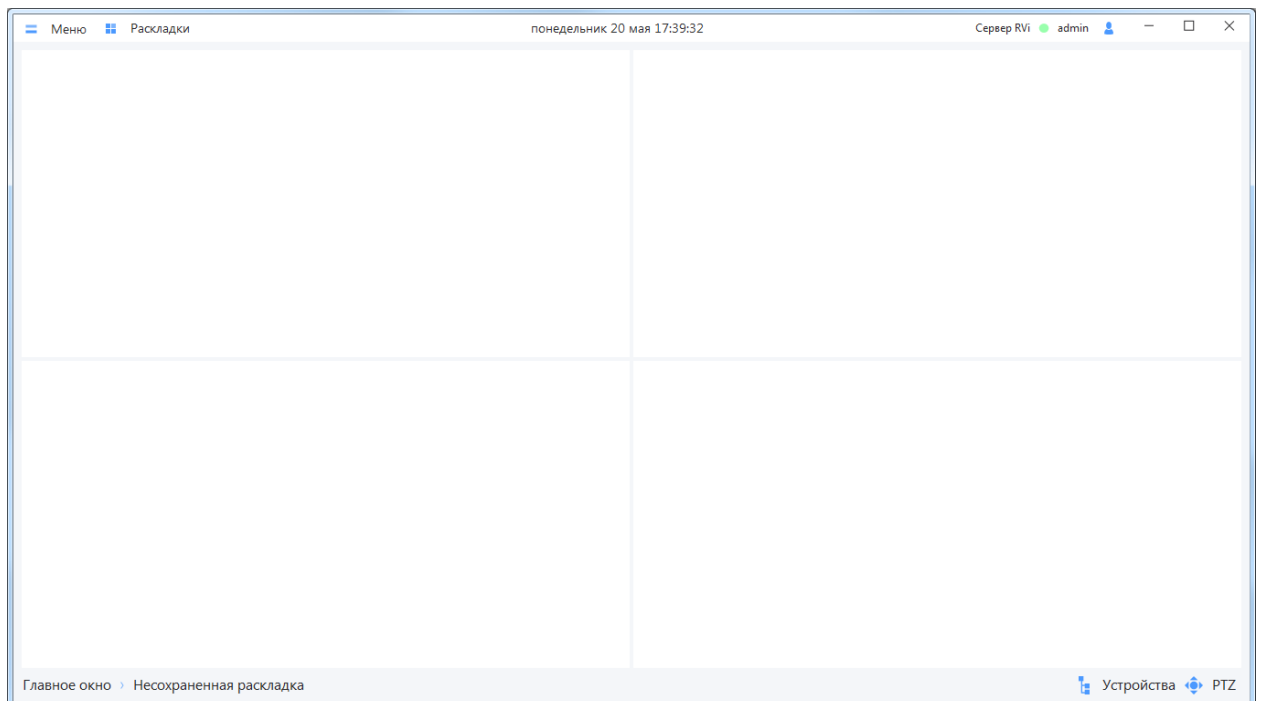 Меню Раскладки понедельник 20 мая 17:39:32 Сервер RVi admin
Главное окно › Несохраненная раскладка Устройства PTZ